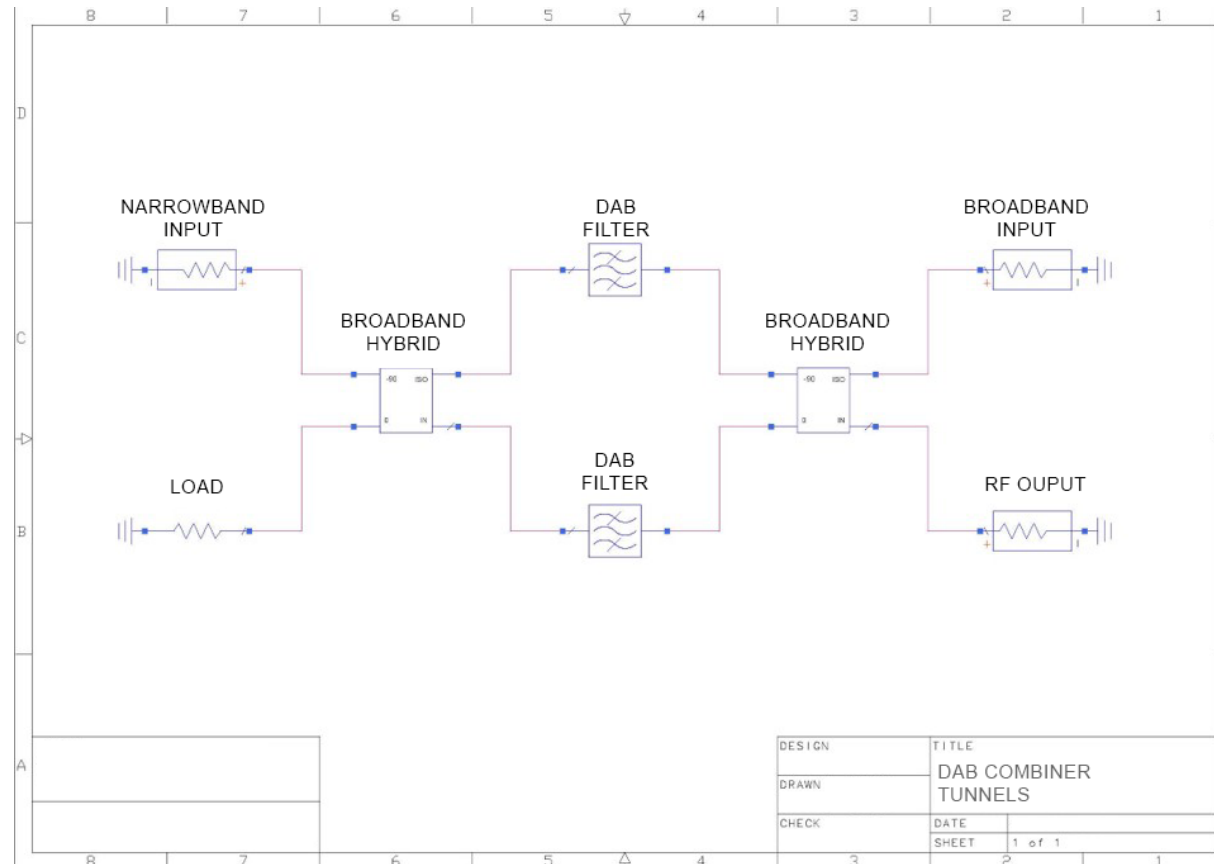 8 7 6 5 4 3 2 1
D
NARROWBAND
INPUT
DAB
FILTER
BROADBAND
INPUT
BROADBAND
HYBRID
BROADBAND
HYBRID
C
-90 ISO
0 IN
-90 ISO
0 IN
DAB
FILTER
LOAD
RF OUPUT
B
A
DESIGN
DRAWN
CHECK
TITLE
DAB COMBINER
TUNNELS
DATE
SHEET 1 of 1
8 7 6 5 4 3 2 1